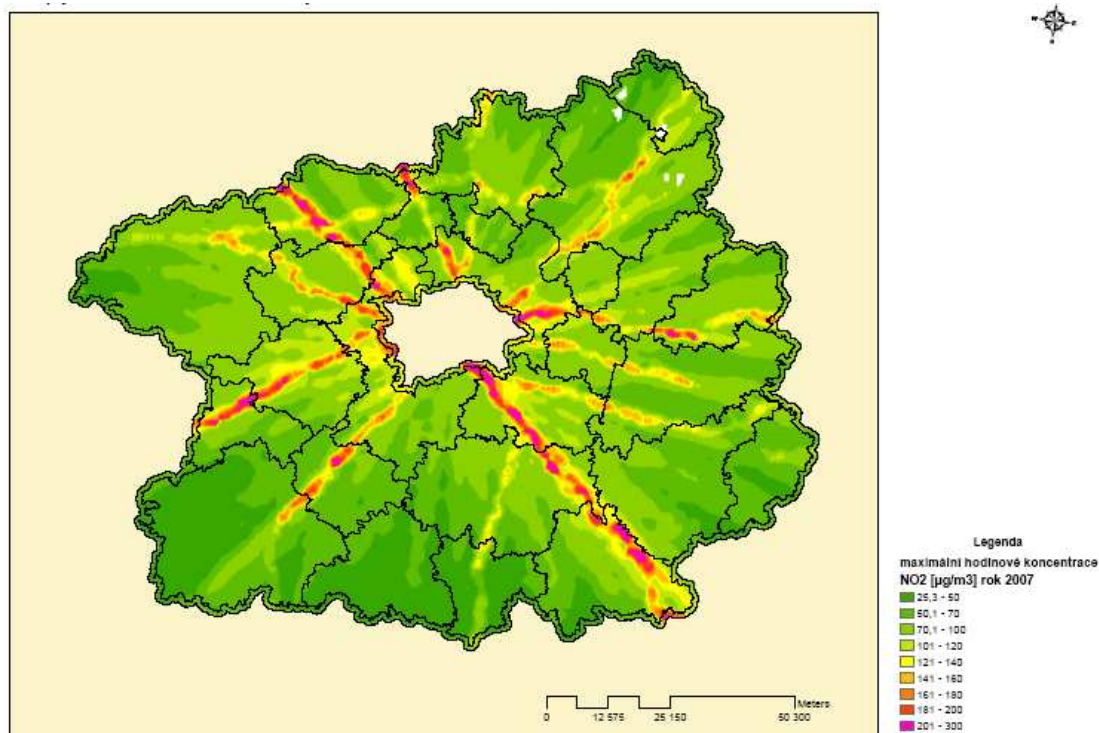 Legenda
maximální hodinové koncentrace
NO2 [µg/m3] rok 2007
25,3 - 50
50,1 - 70
70,1 - 100
101 - 120
121 - 140
141 - 160
161 - 180
181 - 200
201 - 300
Meters
0 12 575 25 150 50 300